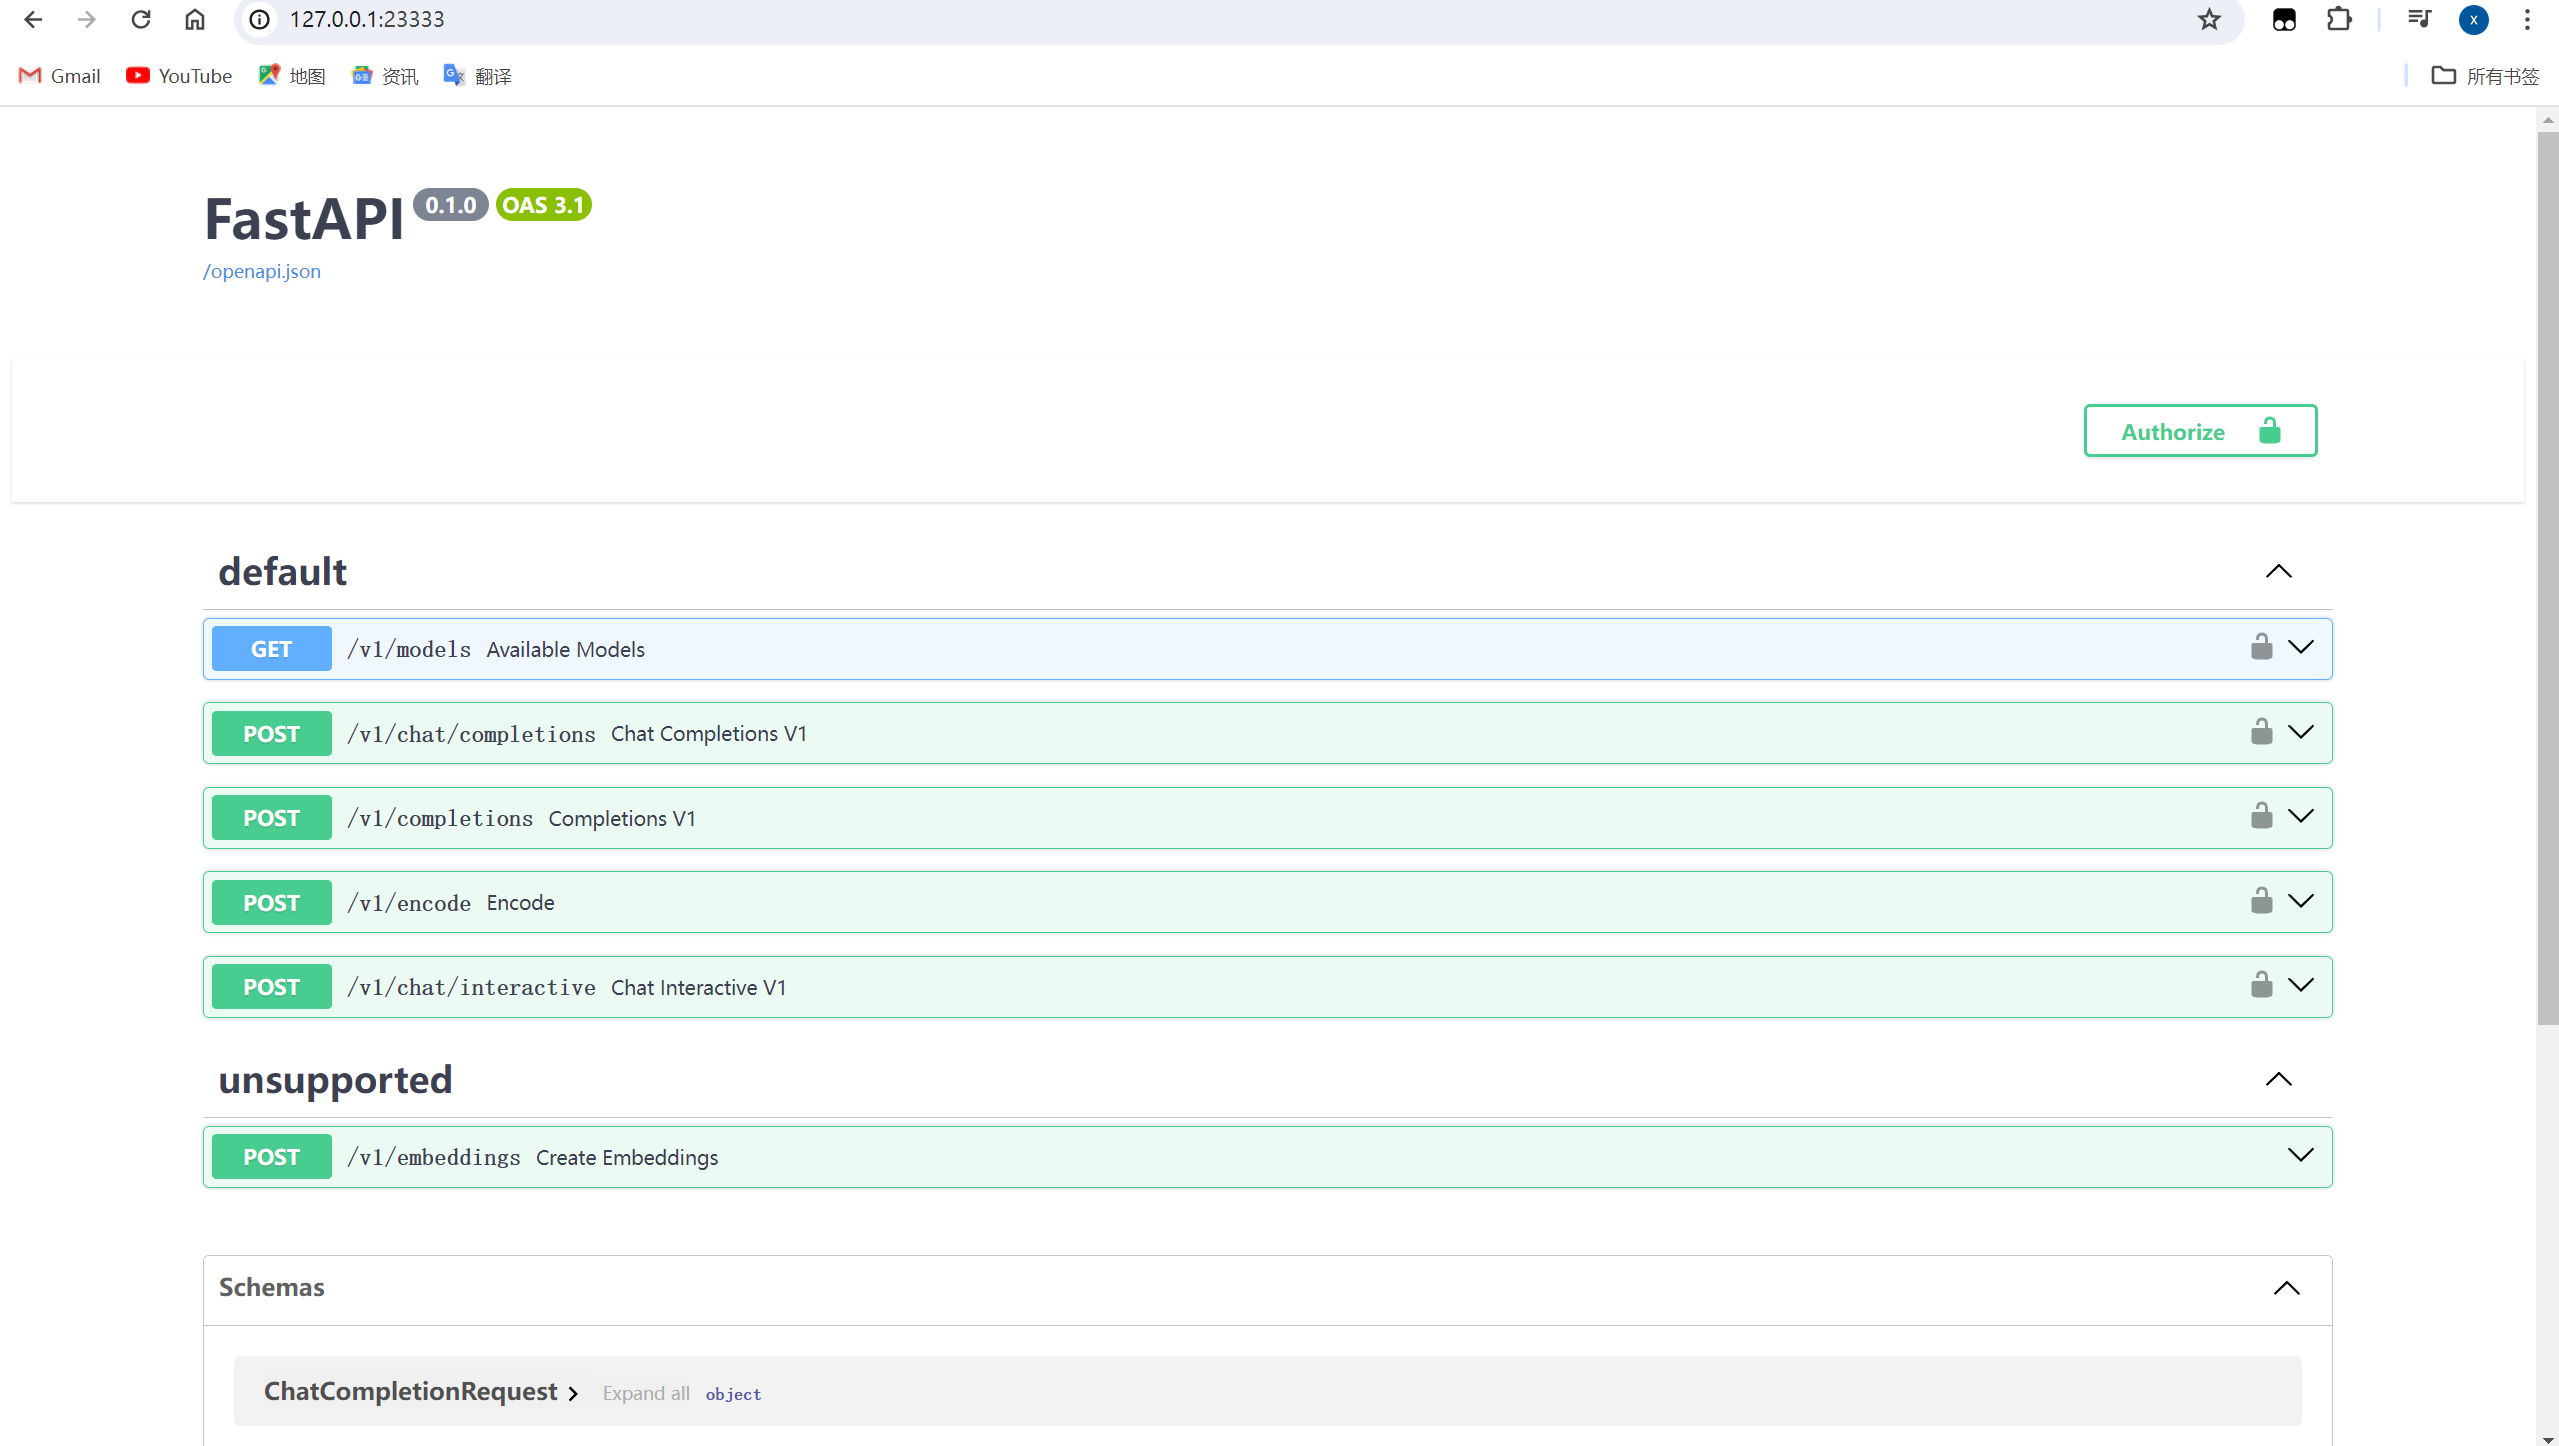 127.0.0.1:23333
X
Gmail YouTube 地图 资讯 翻译 所有书签
FastAPI 0.1.0 OAS 3.1
/openapi.json
Authorize
default
GET /v1/models Available Models
POST /v1/chat/completions Chat Completions V1
POST /v1/completions Completions V1
POST /v1/encode Encode
POST /v1/chat/interactive Chat Interactive V1
unsupported
POST /v1/embeddings Create Embeddings
Schemas
ChatCompletionRequest Expand all object